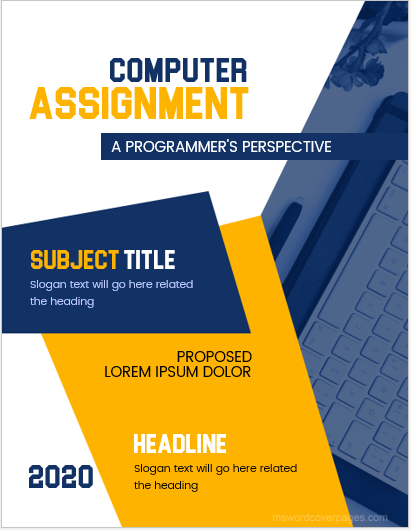 COMPUTER
ASSIGNMENT
A PROGRAMMER'S PERSPECTIVE
SUBJECT TITLE
Slogan text will go here related
the heading
PROPOSED
LOREM IPSUM DOLOR
HEADLINE
Slogan text will go here related
the heading
2020
mswordcoverpages.com